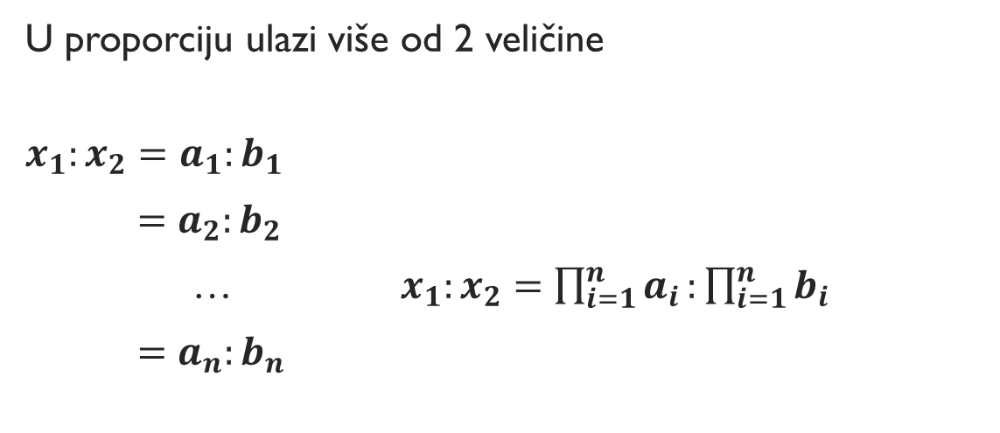 U proporciju ulazi više od 2 veličine
x₁: x₂ = a₁: b₁
= a₂: b₂
…
x₁: x₂ = ∏ⁿᵢ₌₁ aᵢ : ∏ⁿᵢ₌₁ bᵢ
= aₙ: bₙ